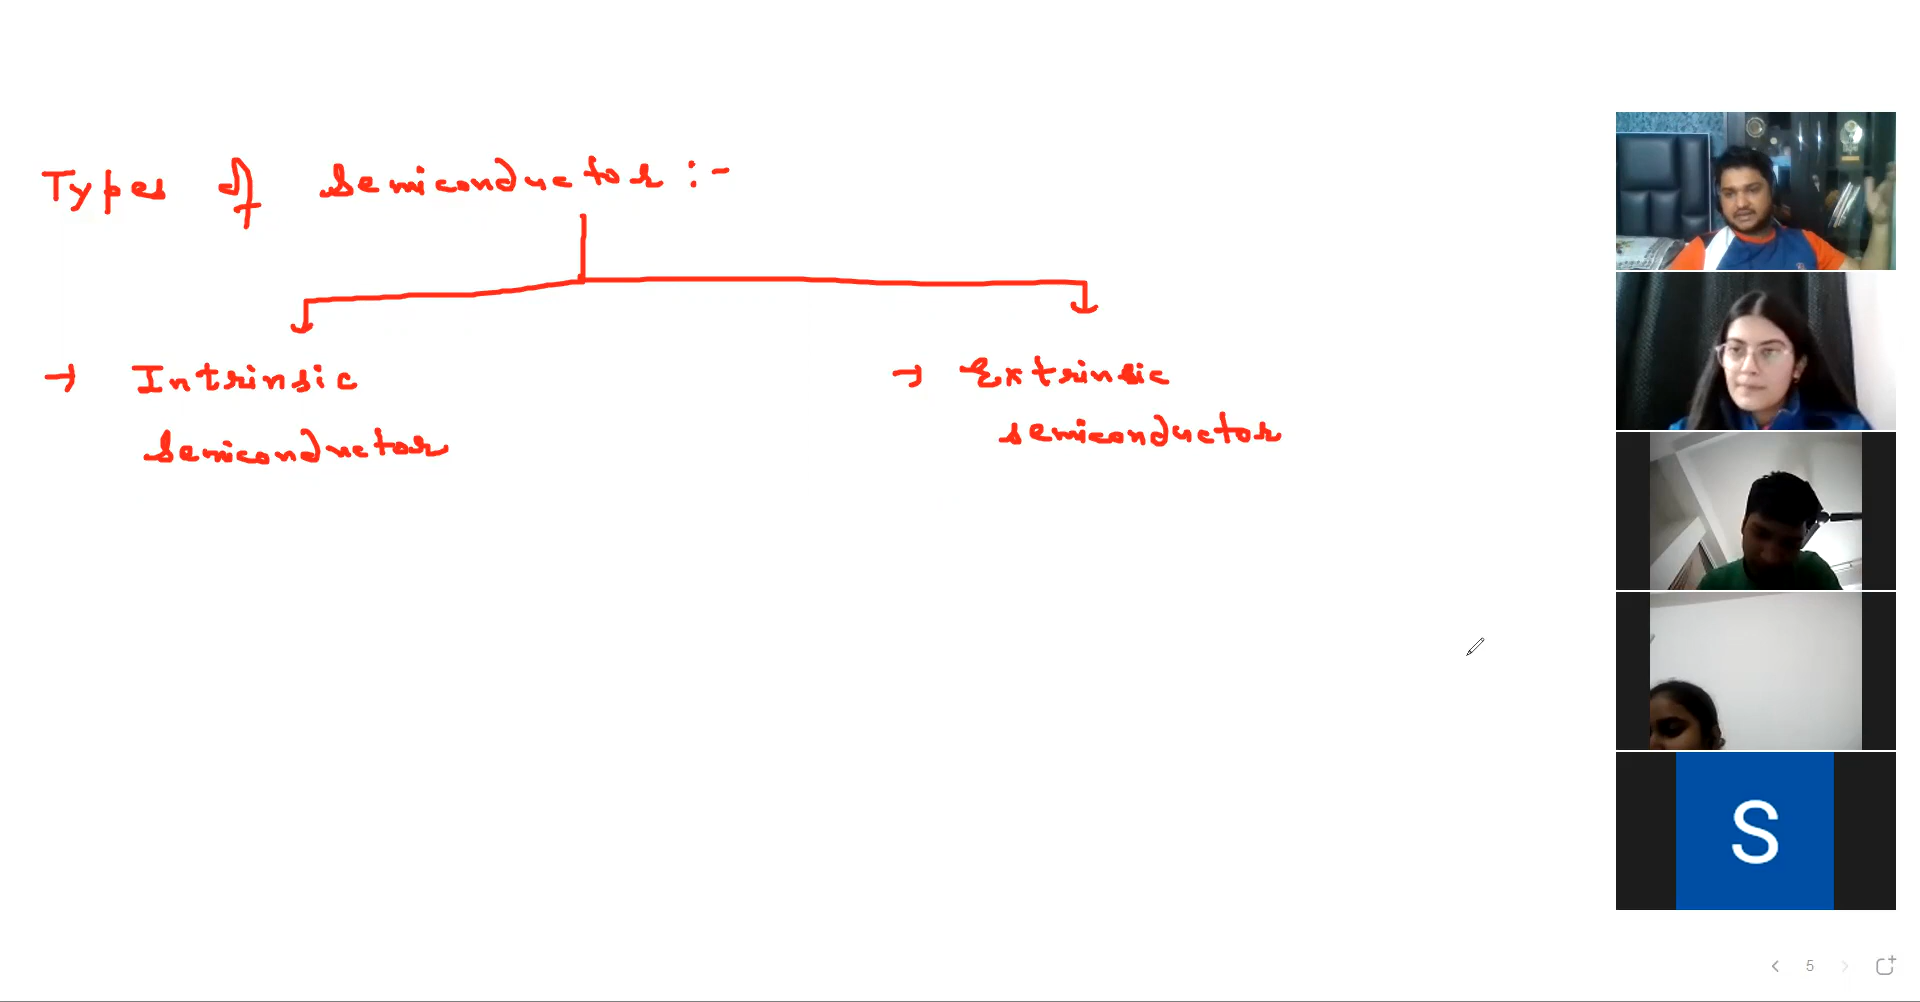 Types of Semiconductor :-
→ Intrinsic
Semiconductor
→ Extrinsic
semiconductor
S
5